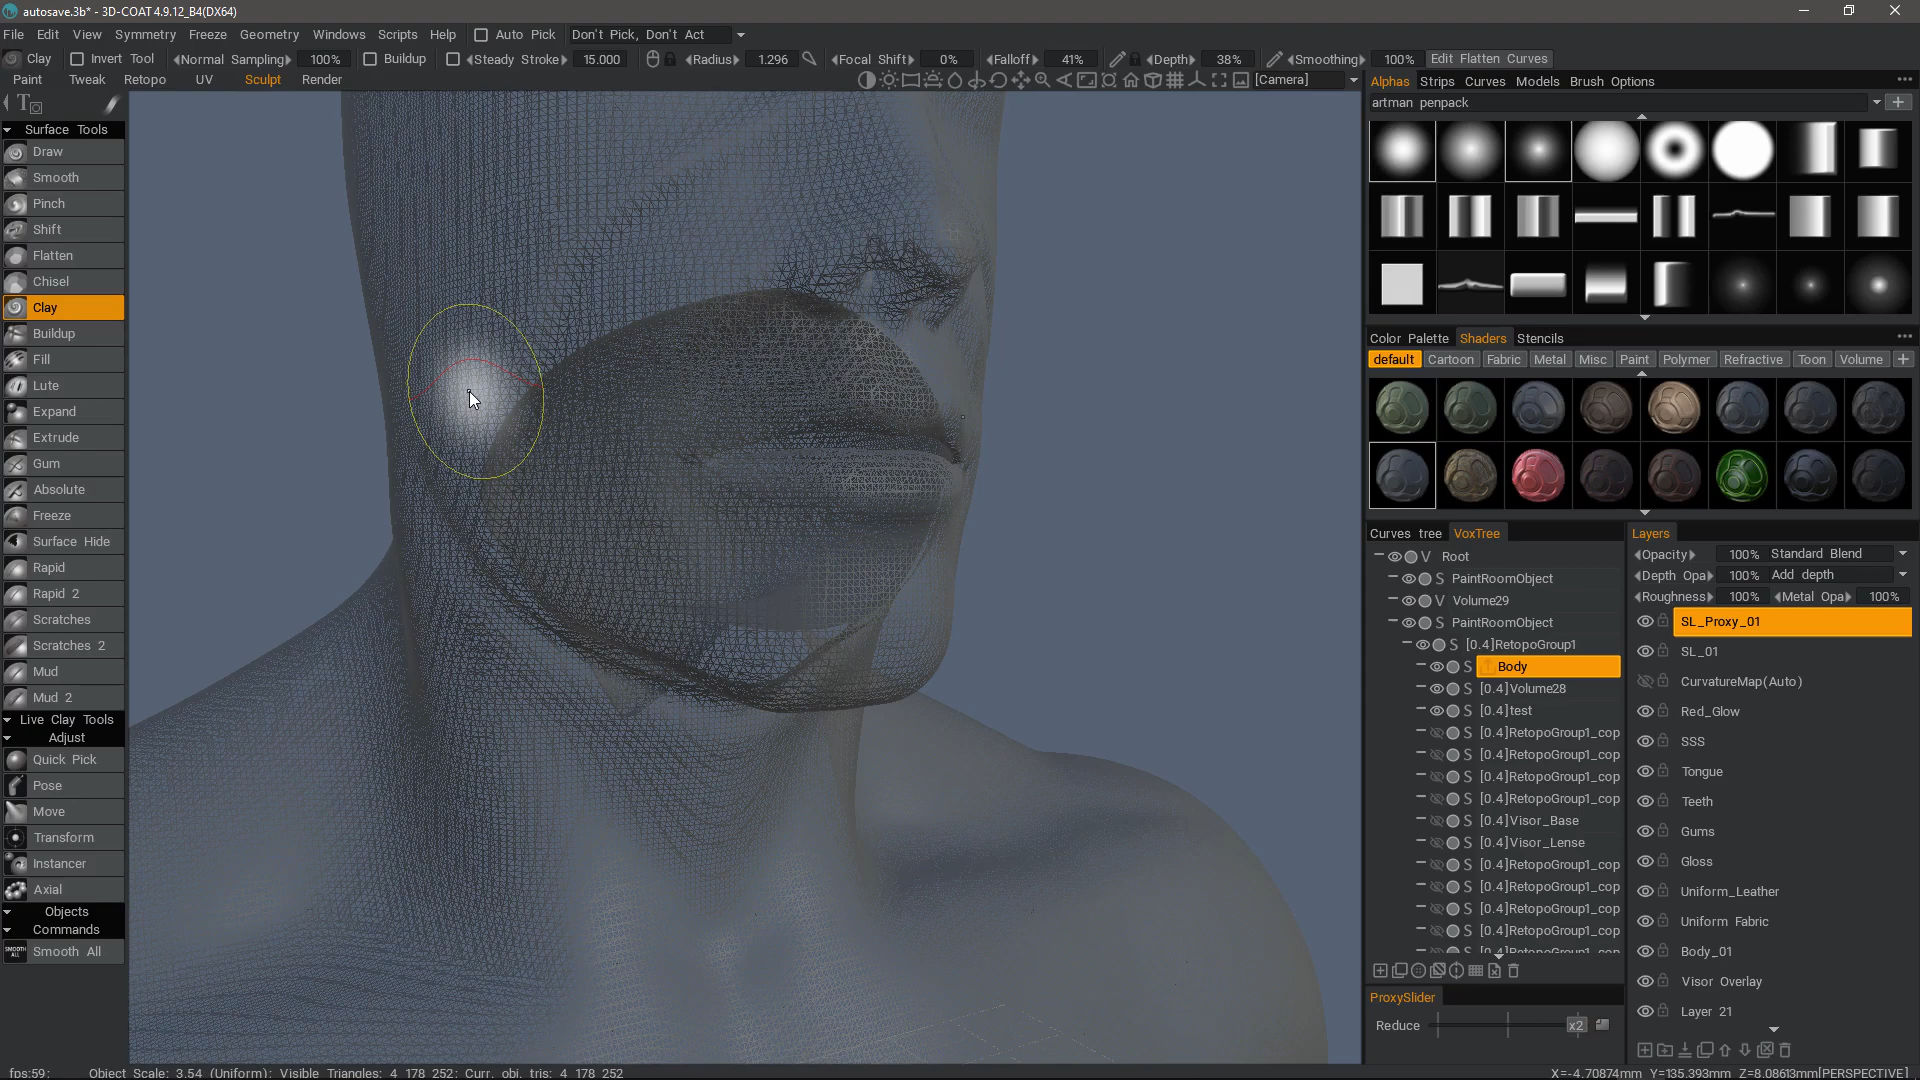 autosave.3b* - 3D-COAT 4.9.12_B4(DX64)
File Edit View Symmetry Freeze Geometry Windows Scripts Help Auto Pick Don't Pick, Don't Act
Clay Invert Tool Normal Sampling 100% Buildup Steady Stroke 15.000 Radius 1.296 Focal Shift 0% Falloff 41% Depth 38% Smoothing 100% Edit Flatten Curves
Paint Tweak Retopo UV Sculpt Render [Camera]
Surface Tools
Draw
Smooth
Pinch
Shift
Flatten
Chisel
Clay
Buildup
Fill
Lute
Expand
Extrude
Gum
Absolute
Freeze
Surface Hide
Rapid
Rapid 2
Scratches
Scratches 2
Mud
Mud 2
Live Clay Tools
Adjust
Quick Pick
Pose
Move
Transform
Instancer
Axial
Objects
Commands
SMOOTH ALL Smooth All
Alphas Strips Curves Models Brush Options
artman penpack
Color Palette Shaders Stencils
default Cartoon Fabric Metal Misc Paint Polymer Refractive Toon Volume
Curves tree VoxTree
V Root
S PaintRoomObject
V Volume29
S PaintRoomObject
S [0.4]RetopoGroup1
S Body
S [0.4]Volume28
S [0.4]test
S [0.4]RetopoGroup1_cop
S [0.4]RetopoGroup1_cop
S [0.4]RetopoGroup1_cop
S [0.4]RetopoGroup1_cop
S [0.4]Visor_Base
S [0.4]Visor_Lense
S [0.4]RetopoGroup1_cop
S [0.4]RetopoGroup1_cop
S [0.4]RetopoGroup1_cop
S [0.4]RetopoGroup1_cop
S [0.4]RetopoGroup1_cop
ProxySlider
Reduce x2
Layers
Opacity 100% Standard Blend
Depth Opa 100% Add depth
Roughness 100% Metal Opa 100%
SL_Proxy_01
SL_01
CurvatureMap(Auto)
Red_Glow
SSS
Tongue
Teeth
Gums
Gloss
Uniform_Leather
Uniform Fabric
Body_01
Visor Overlay
Layer 21
fps:59; Object Scale: 3.54 (Uniform); Visible Triangles: 4 178 252; Curr. obj. tris: 4 178 252 X=-4.70874mm Y=135.393mm Z=8.08613mm[PERSPECTIVE]